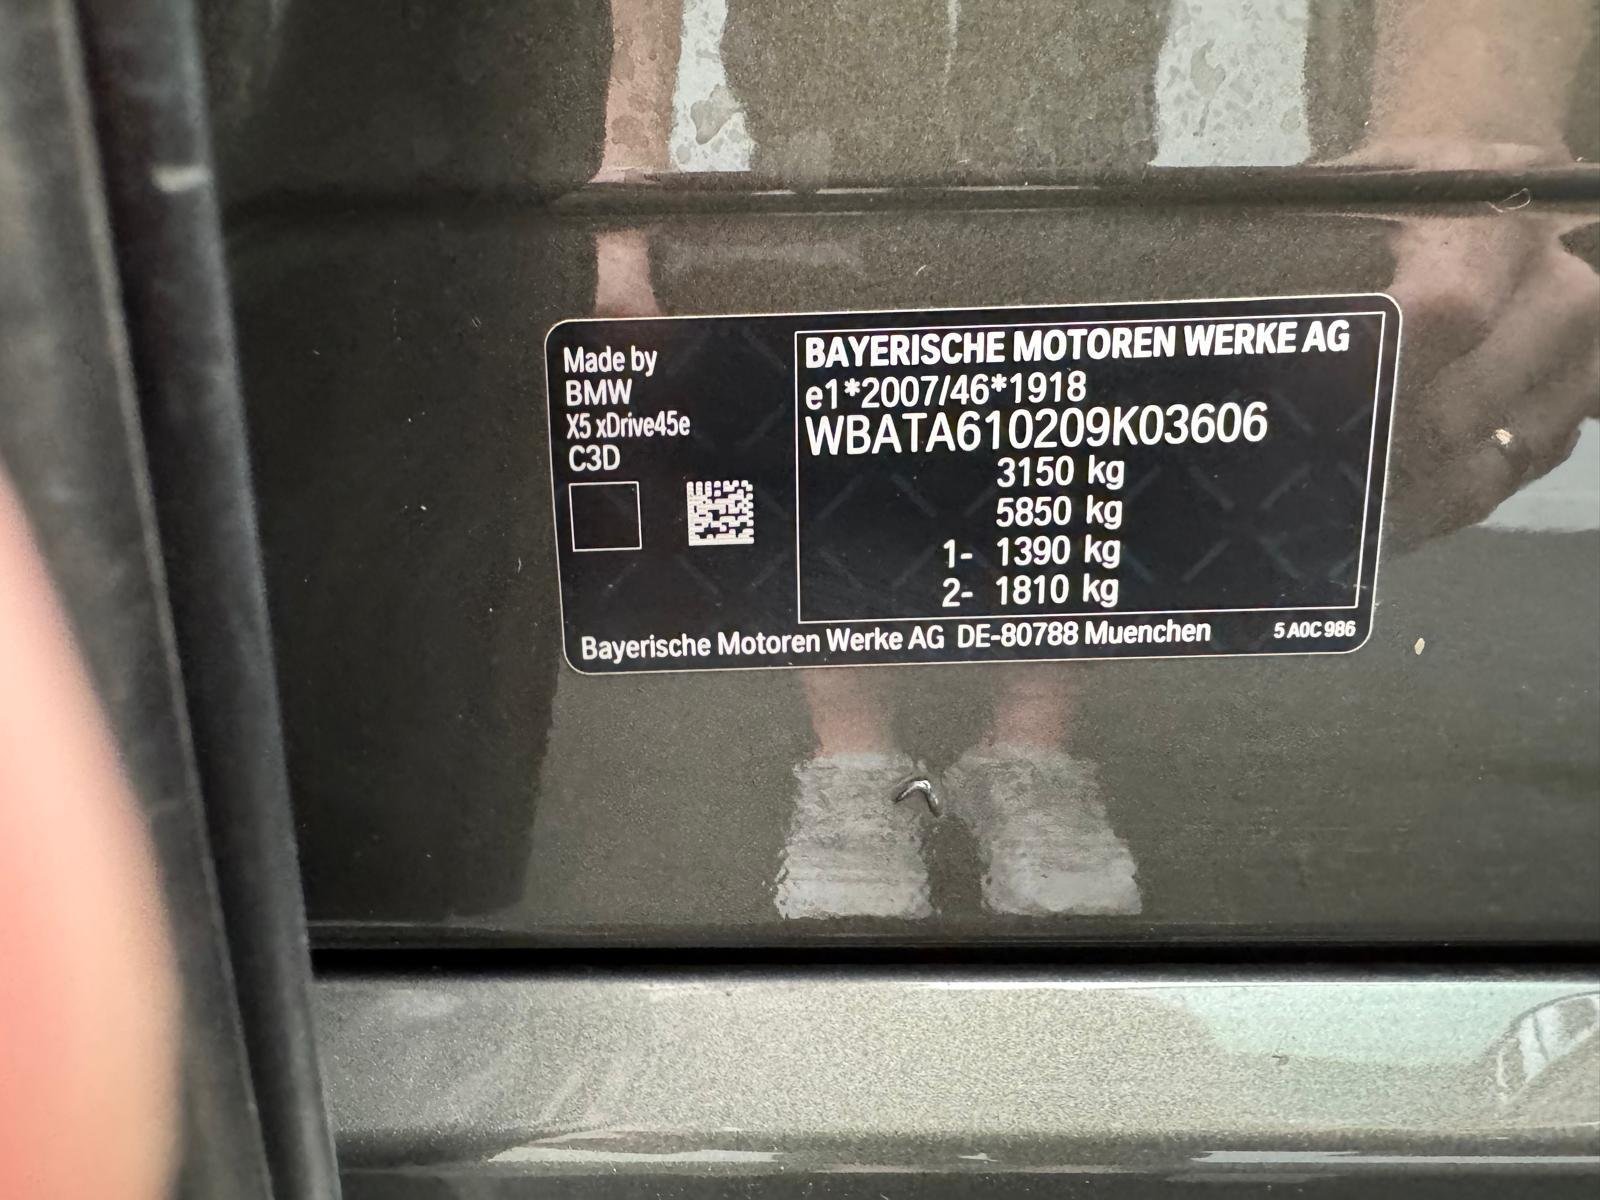 Made by
BMW
X5 xDrive45e
C3D
BAYERISCHE MOTOREN WERKE AG
e1*2007/46*1918
WBATA610209K03606
3150 kg
5850 kg
1- 1390 kg
2- 1810 kg
Bayerische Motoren Werke AG DE-80788 Muenchen
5 A0C 986